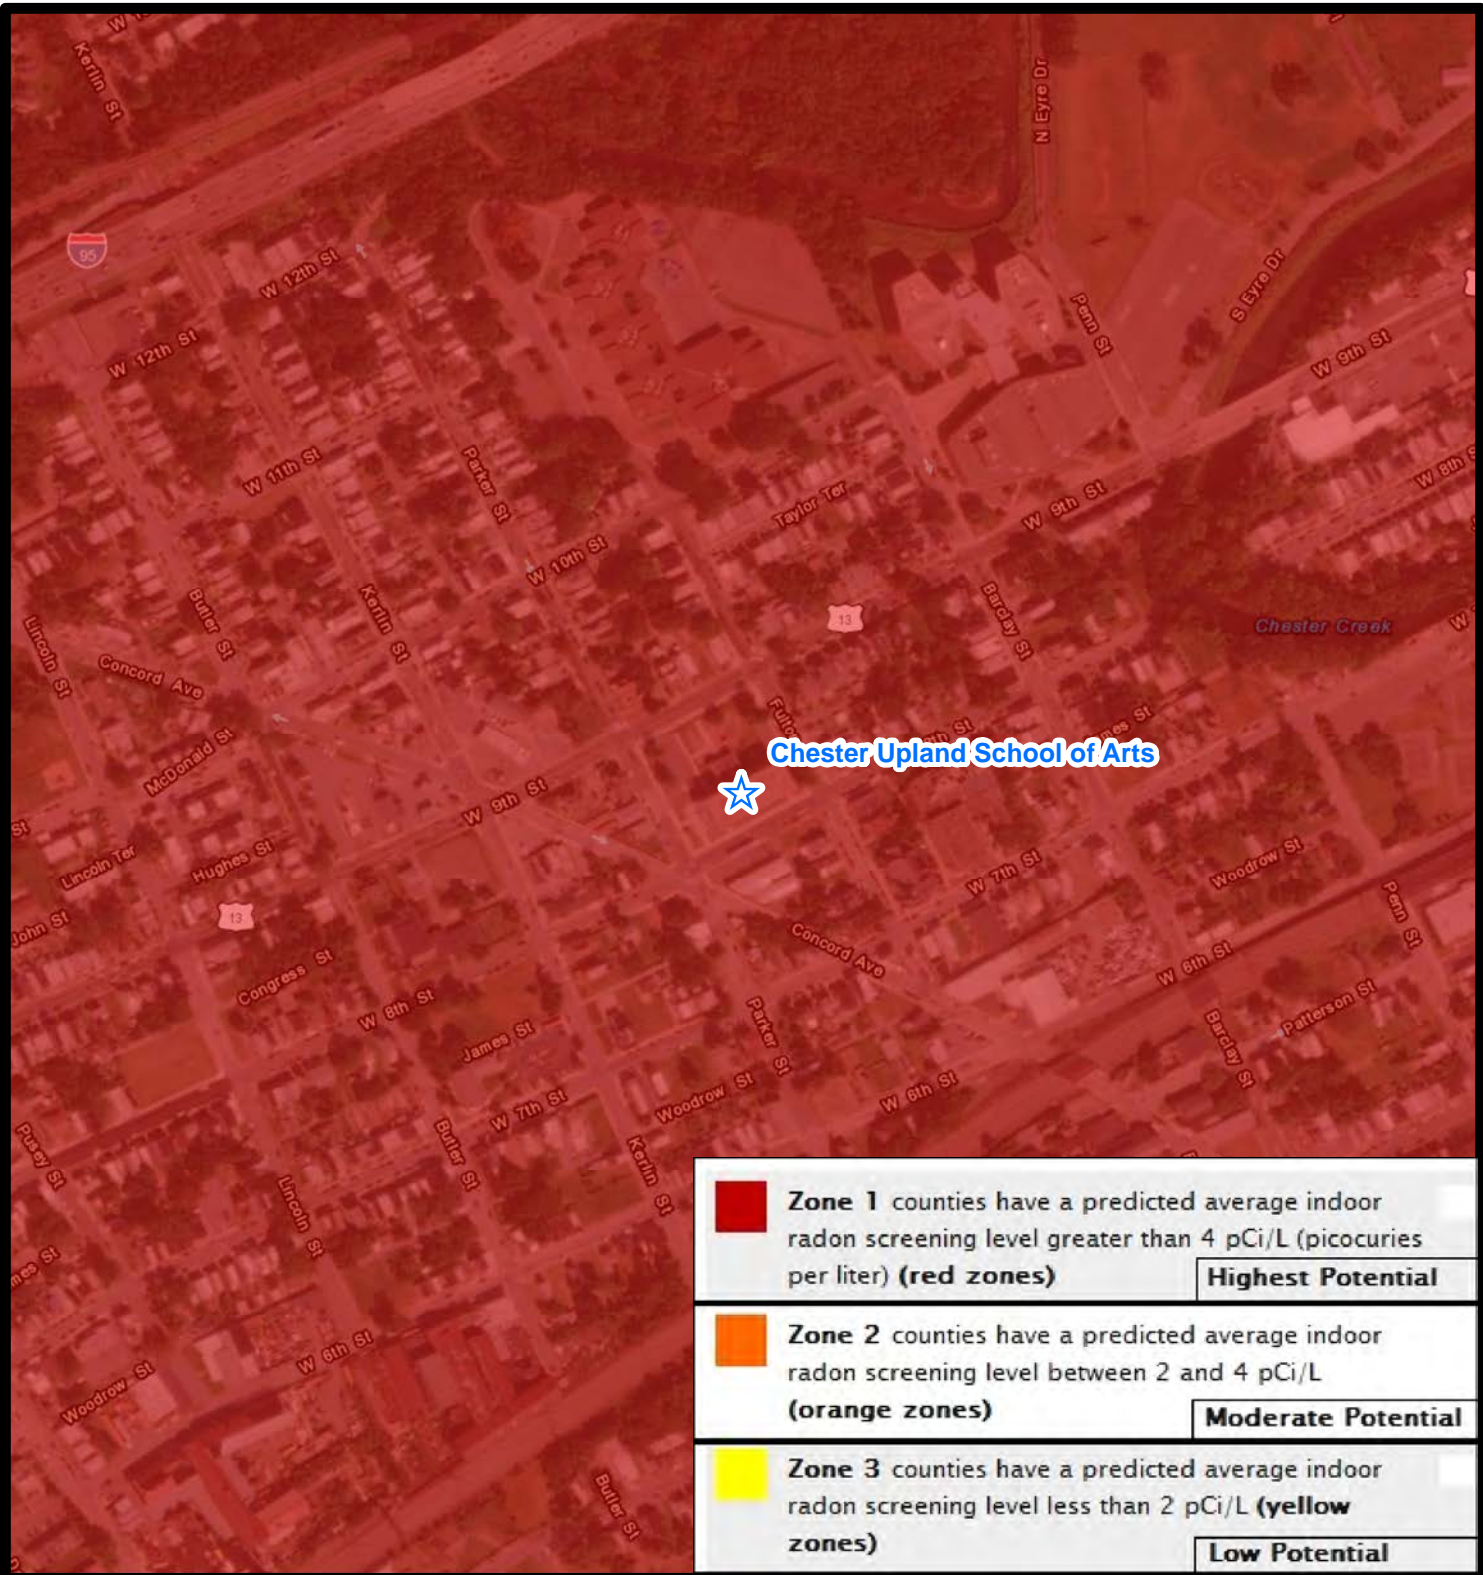 Kerlin St
N Eyre Dr
95
W 12th St
S Eyre Dr
Penn St
W 12th St
W 9th St
W 11th St
Parker St
W 8th S
Taylor Ter
W 9th St
W 10th St
Butler St
Kerlin St
Barclay St
13
Chester Creek
Lincoln St
Concord Ave
McDonald St
Chester Upland School of Arts
W 9th St
St
Lincoln Ter
Hughes St
W 7th St
Woodrow St
13
John St
Penn St
Concord Ave
Congress St
W 6th St
W 8th St
Patterson St
James St
Parker St
Barclay St
W 7th St
Woodrow St
W 6th St
Pusey St
Butler St
Kerlin St
Lincoln St
mes St
W 6th St
Woodrow St
Butler St
Zone 1 counties have a predicted average indoor
radon screening level greater than 4 pCi/L (picocuries
per liter) (red zones)
Highest Potential
Zone 2 counties have a predicted average indoor
radon screening level between 2 and 4 pCi/L
(orange zones)
Moderate Potential
Zone 3 counties have a predicted average indoor
radon screening level less than 2 pCi/L (yellow
zones)
Low Potential